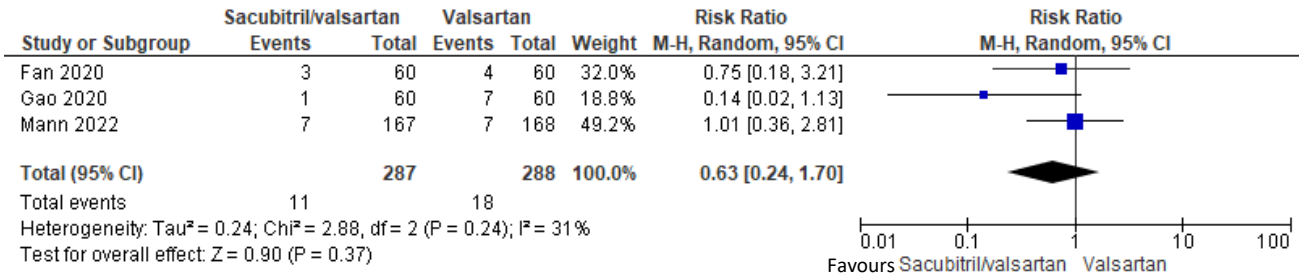 Sacubitril/valsartan Valsartan Risk Ratio Risk Ratio
Study or Subgroup Events Total Events Total Weight M-H, Random, 95% CI M-H, Random, 95% CI
Fan 2020 3 60 4 60 32.0% 0.75 [0.18, 3.21]
Gao 2020 1 60 7 60 18.8% 0.14 [0.02, 1.13]
Mann 2022 7 167 7 168 49.2% 1.01 [0.36, 2.81]
Total (95% CI) 287 288 100.0% 0.63 [0.24, 1.70]
Total events 11 18
Heterogeneity: Tau² = 0.24; Chi² = 2.88, df = 2 (P = 0.24); I² = 31%
Test for overall effect: Z = 0.90 (P = 0.37)
0.01 0.1 1 10 100
Favours Sacubitril/valsartan Valsartan